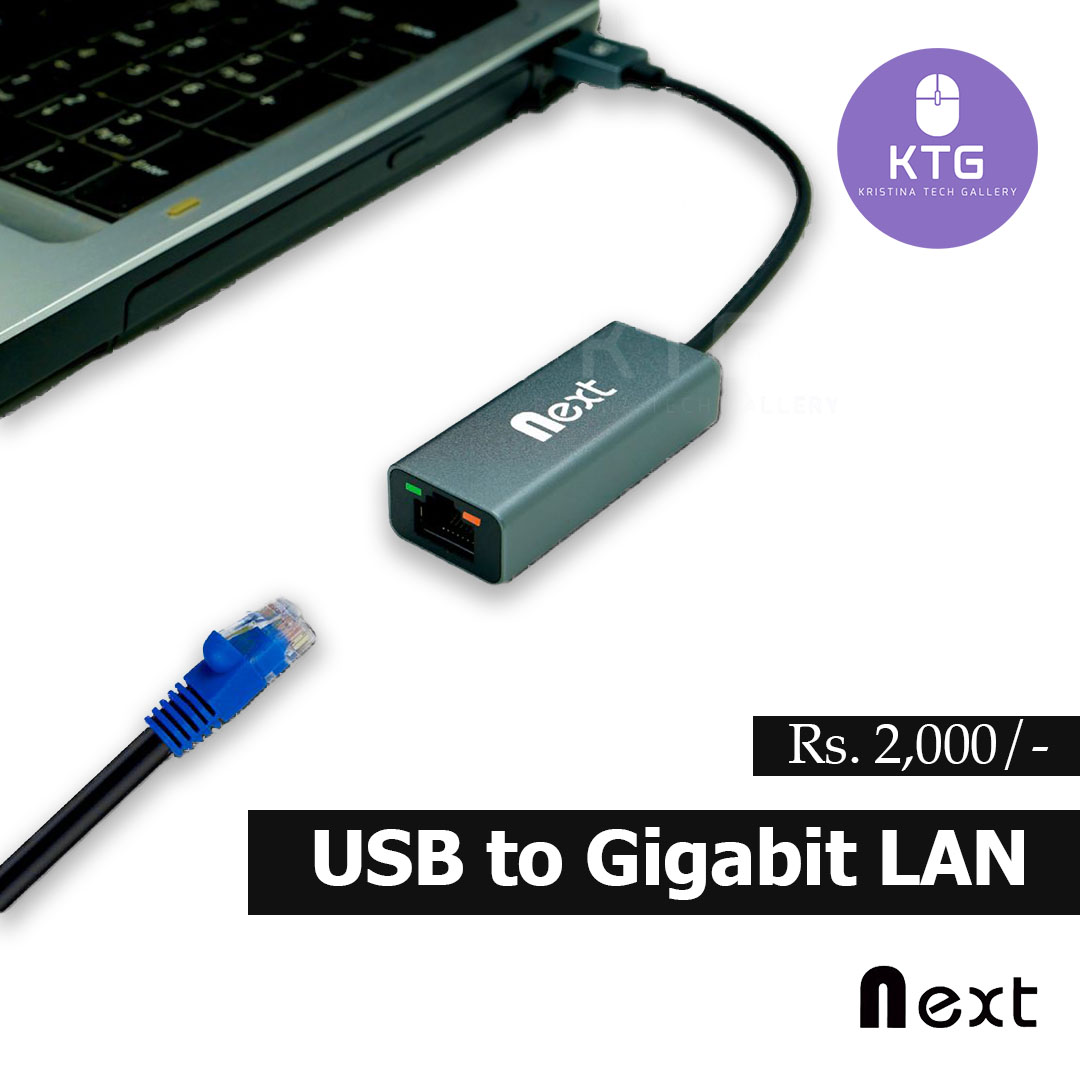 KTG
KRISTINA TECH GALLERY
next
Rs. 2,000/-
USB to Gigabit LAN
next